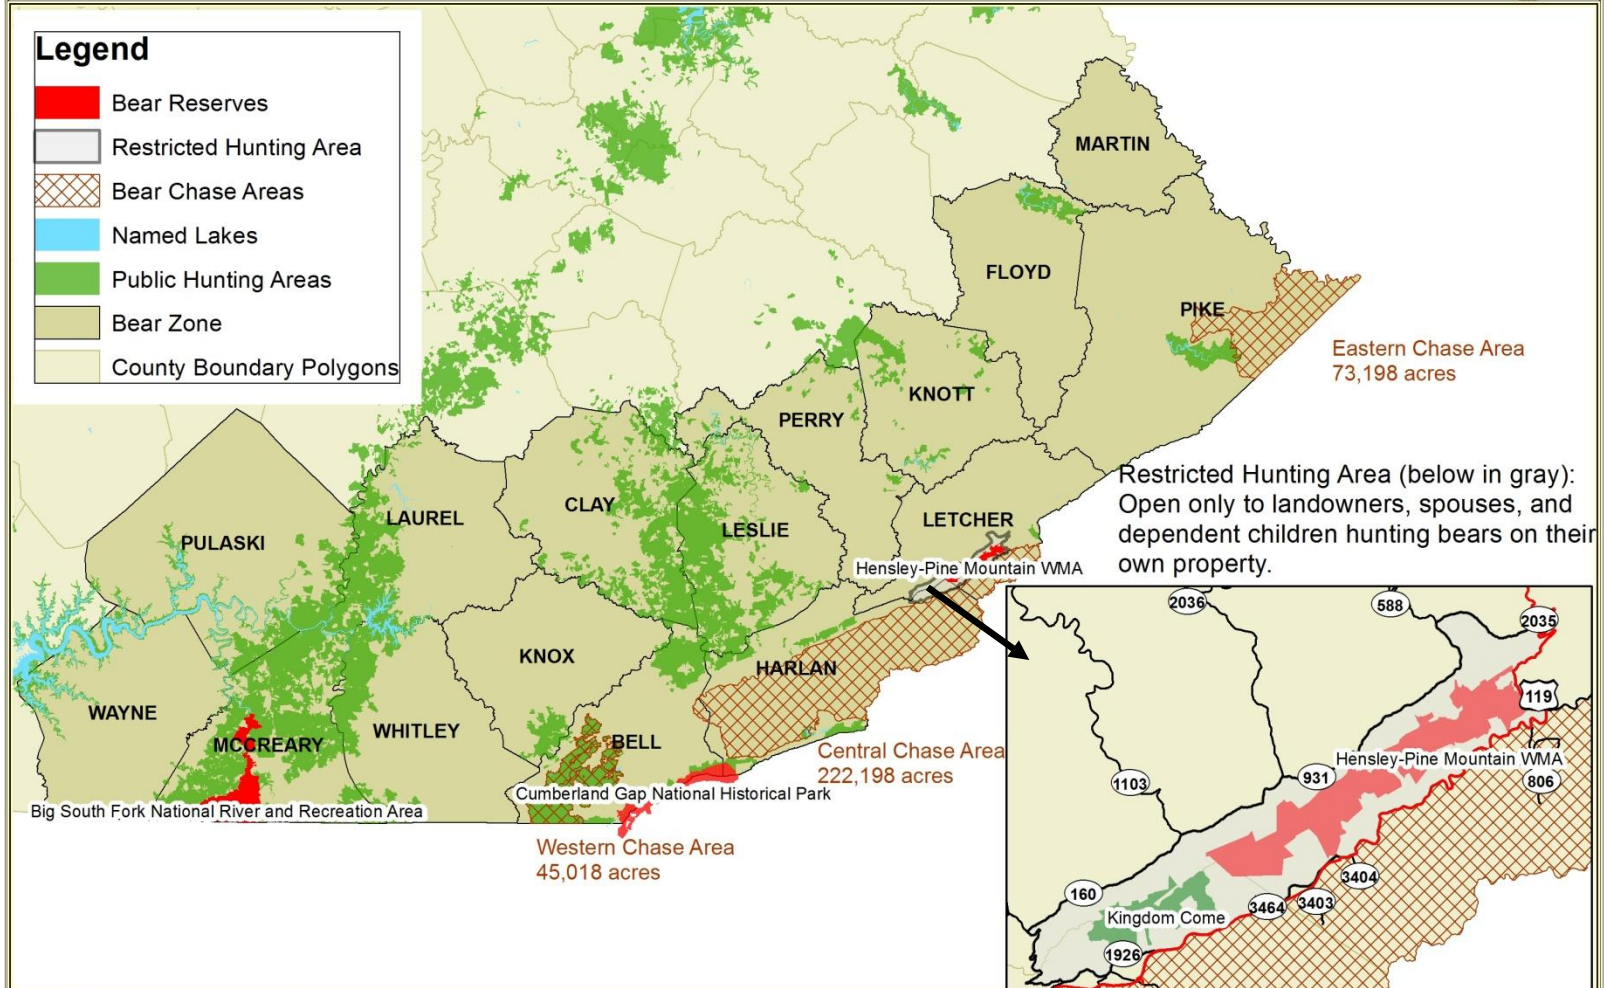 Legend
Bear Reserves
Restricted Hunting Area
Bear Chase Areas
Named Lakes
Public Hunting Areas
Bear Zone
County Boundary Polygons
MARTIN
FLOYD
PIKE
Eastern Chase Area
73,198 acres
KNOTT
PERRY
LETCHER
CLAY
LESLIE
LAUREL
PULASKI
Hensley-Pine Mountain WMA
KNOX
HARLAN
WAYNE
WHITLEY
MCCREARY
BELL
Central Chase Area
222,198 acres
Cumberland Gap National Historical Park
Big South Fork National River and Recreation Area
Western Chase Area
45,018 acres
Restricted Hunting Area (below in gray):
Open only to landowners, spouses, and
dependent children hunting bears on their
own property.
2036
588
2035
119
Hensley-Pine Mountain WMA
931
806
1103
3404
160
3464
3403
Kingdom Come
1926